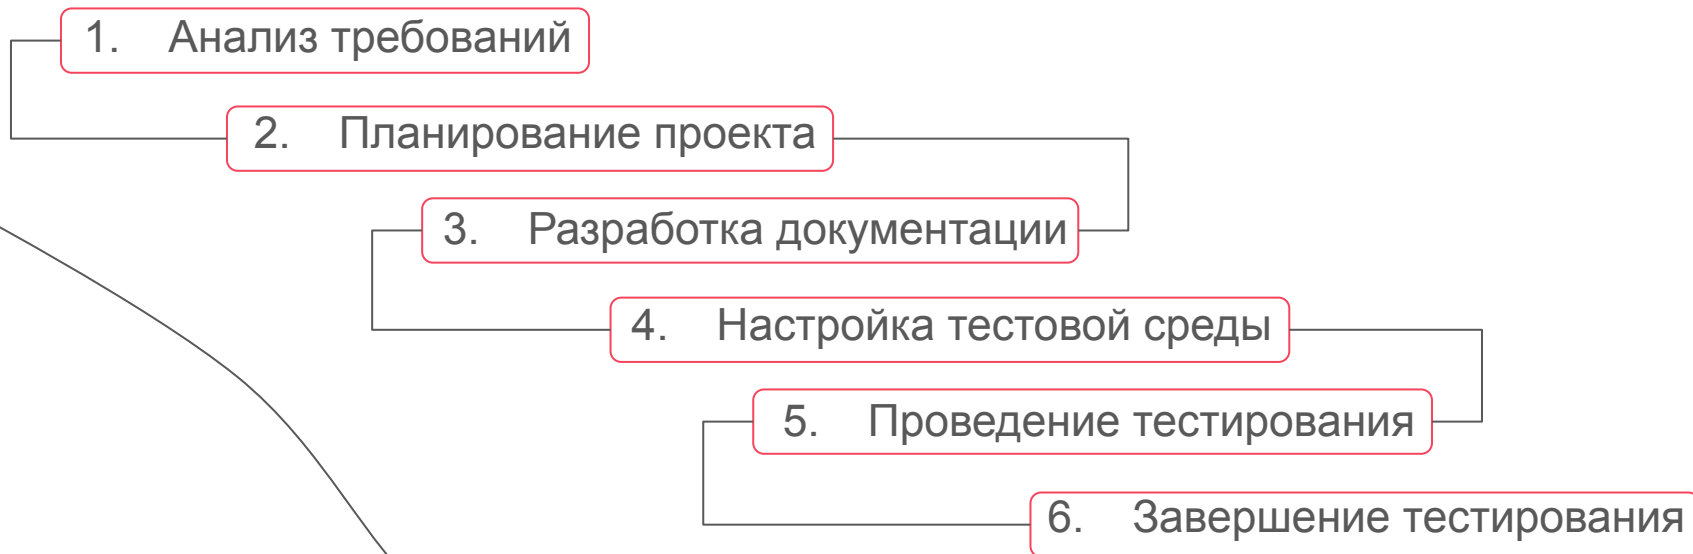 1. Анализ требований
2. Планирование проекта
3. Разработка документации
4. Настройка тестовой среды
5. Проведение тестирования
6. Завершение тестирования